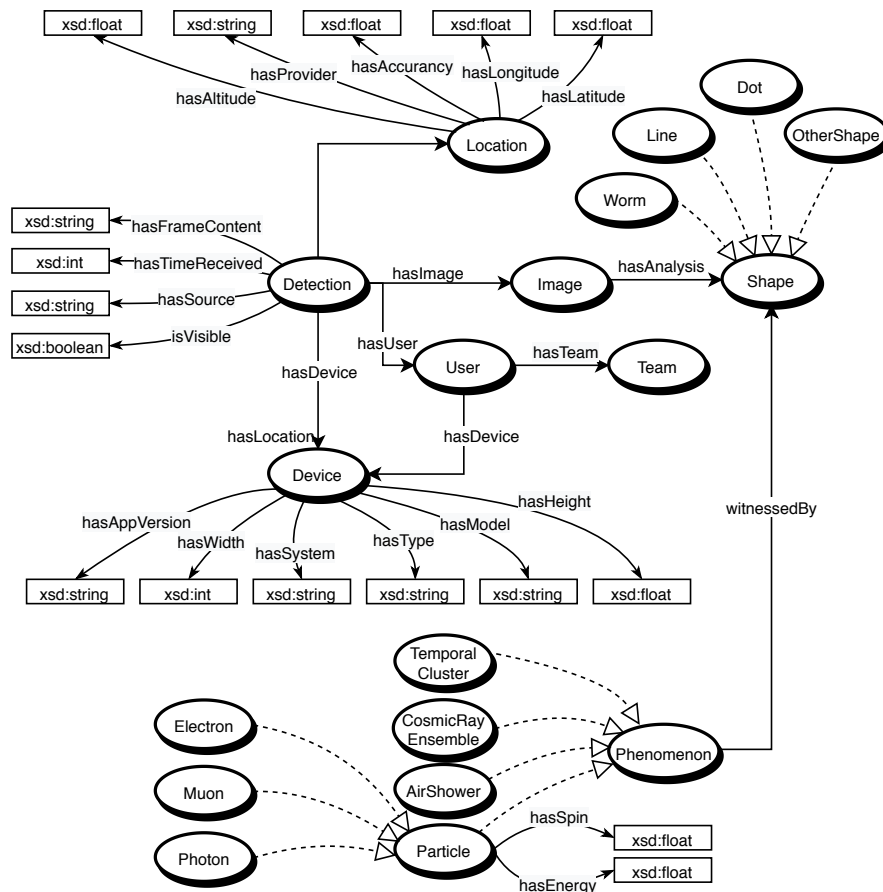 xsd:float
xsd:string
xsd:float
xsd:float
xsd:float
hasAltitude
hasProvider
hasAccurancy
hasLongitude
hasLatitude
Location
Dot
Line
OtherShape
Worm
Shape
xsd:string
hasFrameContent
xsd:int
hasTimeReceived
xsd:string
hasSource
xsd:boolean
isVisible
Detection
hasImage
Image
hasAnalysis
hasUser
User
hasTeam
Team
hasDevice
hasLocation
hasDevice
Device
witnessedBy
hasAppVersion
hasWidth
hasSystem
hasType
hasModel
hasHeight
xsd:string
xsd:int
xsd:string
xsd:string
xsd:string
xsd:float
Temporal
Cluster
CosmicRay
Ensemble
AirShower
Phenomenon
Electron
Muon
Photon
Particle
hasSpin
xsd:float
hasEnergy
xsd:float